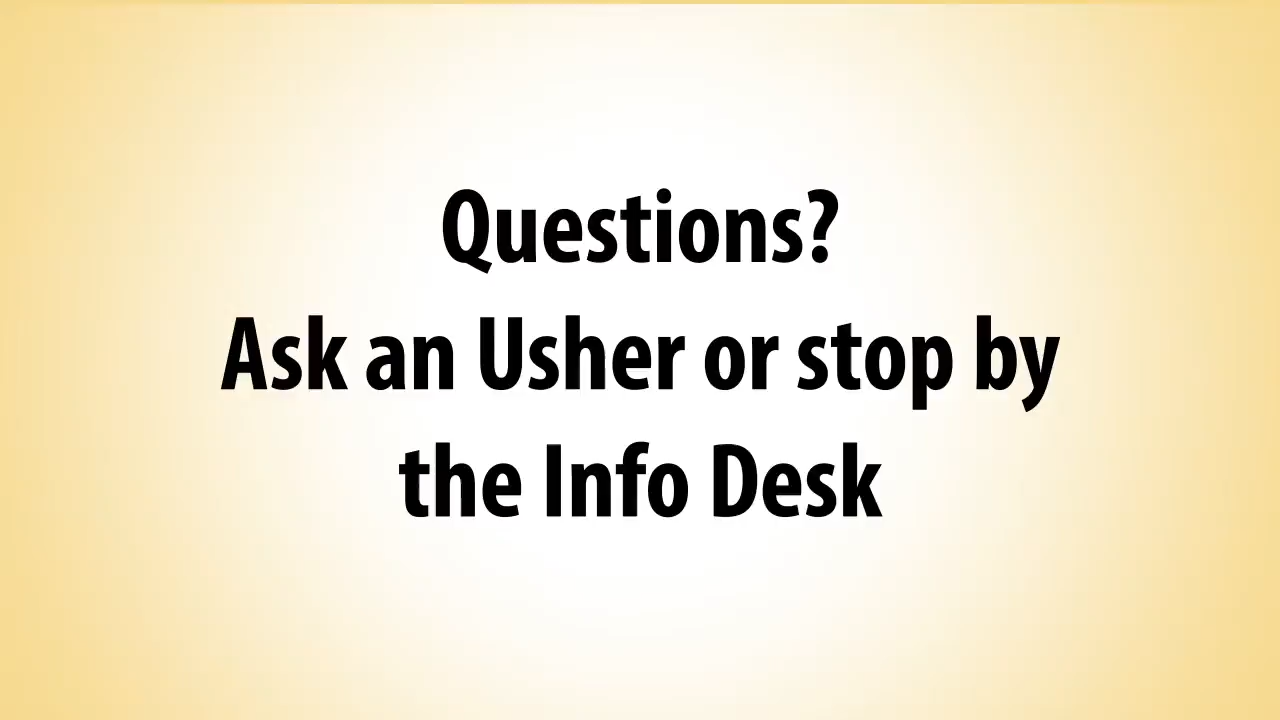 Questions?
Ask an Usher or stop by
the Info Desk